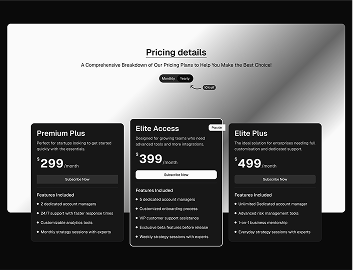 Pricing details
A Comprehensive Breakdown of Our Pricing Plans to Help You Make the Best Choice!
Monthly Yearly
Premium Plus
Perfect for startups looking to get started
quickly with the essentials.
$299/month
Subscribe Now
Features Included
2 dedicated account managers
24/7 support with faster response times
Customizable analytics tools
Monthly strategy sessions with experts
Elite Access
Popular
Designed for growing teams who need
advanced tools and more integrations.
$399/month
Subscribe Now
Features Included
5 dedicated account managers
Customized onboarding process
VIP customer support assistance
Exclusive beta features before release
Weekly strategy sessions with experts
Elite Plus
The ideal solution for enterprises needing full
customisation and dedicated support.
$499/month
Subscribe Now
Features Included
Unlimited Dedicated account manager
Advanced risk management tools
1-on-1 business mentorship
Everyday strategy sessions with experts